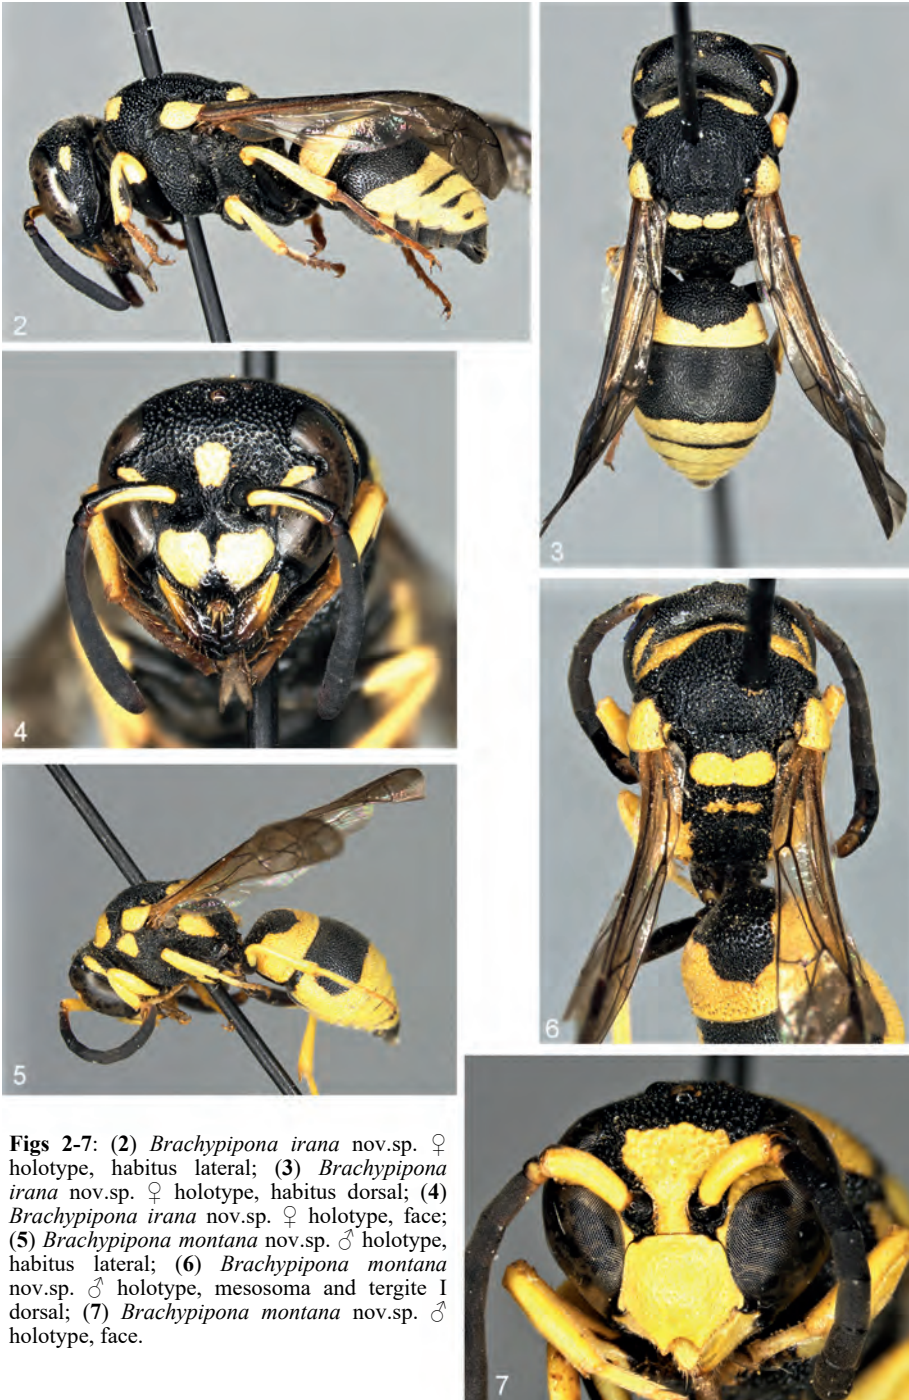 2
3
4
5
6
7
Figs 2-7: (2) Brachypipona irana nov.sp. ♀
holotype, habitus lateral; (3) Brachypipona
irana nov.sp. ♀ holotype, habitus dorsal; (4)
Brachypipona irana nov.sp. ♀ holotype, face;
(5) Brachypipona montana nov.sp. ♂ holotype,
habitus lateral; (6) Brachypipona montana
nov.sp. ♂ holotype, mesosoma and tergite I
dorsal; (7) Brachypipona montana nov.sp. ♂
holotype, face.